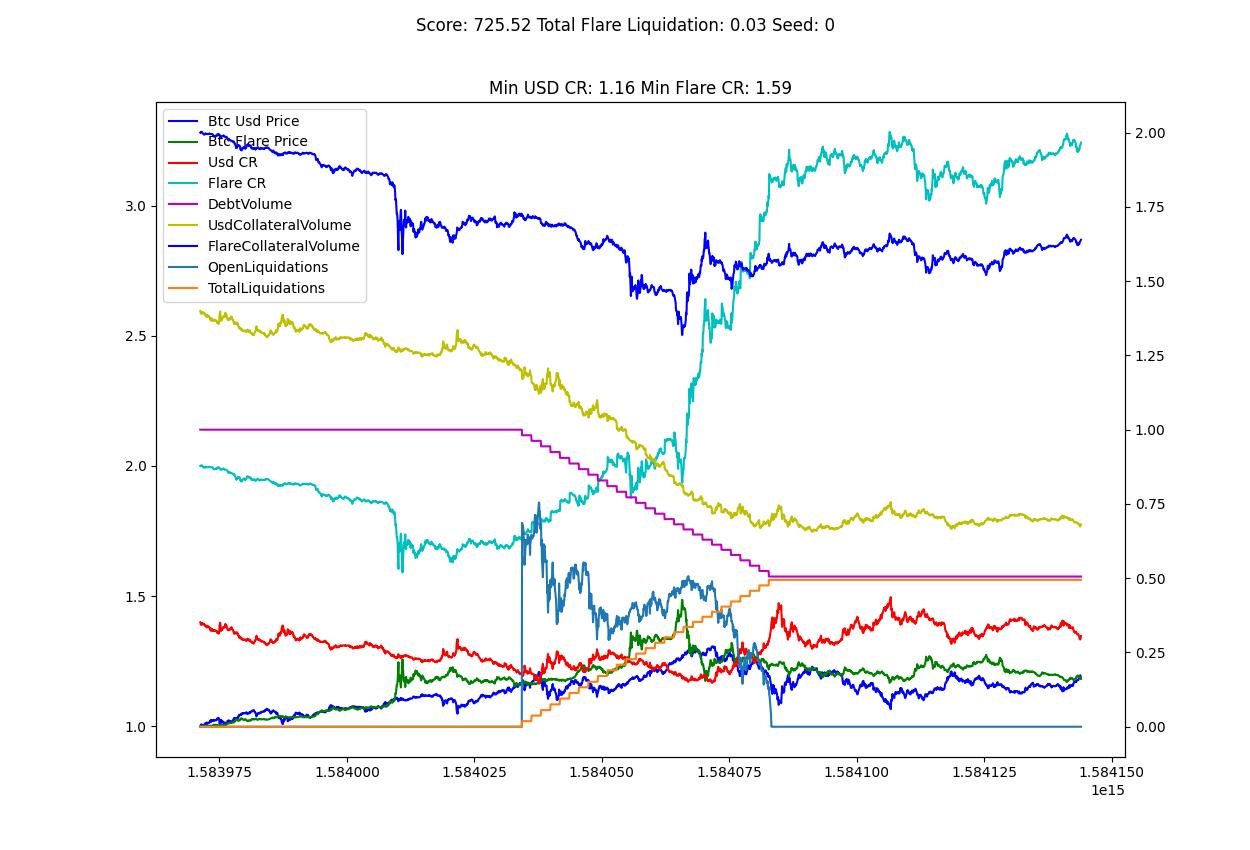 Score: 725.52 Total Flare Liquidation: 0.03 Seed: 0
Min USD CR: 1.16 Min Flare CR: 1.59
Btc Usd Price
Btc Flare Price
Usd CR
Flare CR
DebtVolume
UsdCollateralVolume
FlareCollateralVolume
OpenLiquidations
TotalLiquidations
3.0
2.5
2.0
1.5
1.0
2.00
1.75
1.50
1.25
1.00
0.75
0.50
0.25
0.00
1.583975 1.584000 1.584025 1.584050 1.584075 1.584100 1.584125 1.584150
1e15